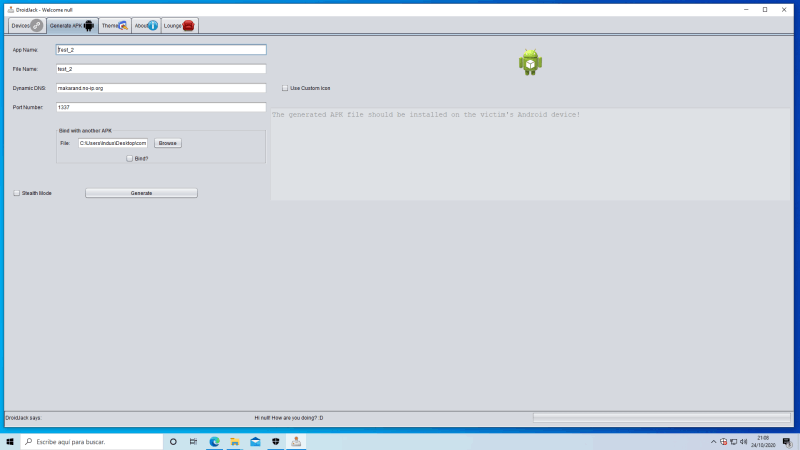 DroidJack - Welcome null
Devices Generate APK Theme About Lounge
App Name: Test_2
File Name: test_2
Dynamic DNS: makarand.no-ip.org
Use Custom Icon
Port Number: 1337
The generated APK file should be installed on the victim's Android device!
Bind with another APK
File: C:\Users\Indus\Desktop\com Browse
Bind?
Stealth Mode Generate
DroidJack says: Hi null! How are you doing? :D
Escribe aquí para buscar.
21:06
24/10/2020